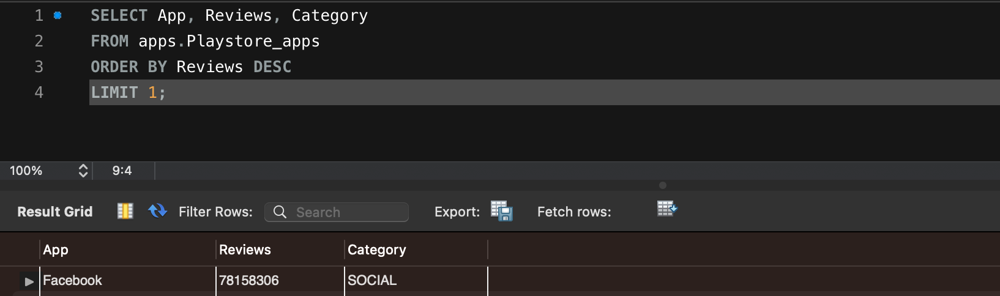 1 SELECT App, Reviews, Category
2 FROM apps.Playstore_apps
3 ORDER BY Reviews DESC
4 LIMIT 1;
100% 9:4
Result Grid Filter Rows: Search Export: Fetch rows:
App Reviews Category
Facebook 78158306 SOCIAL